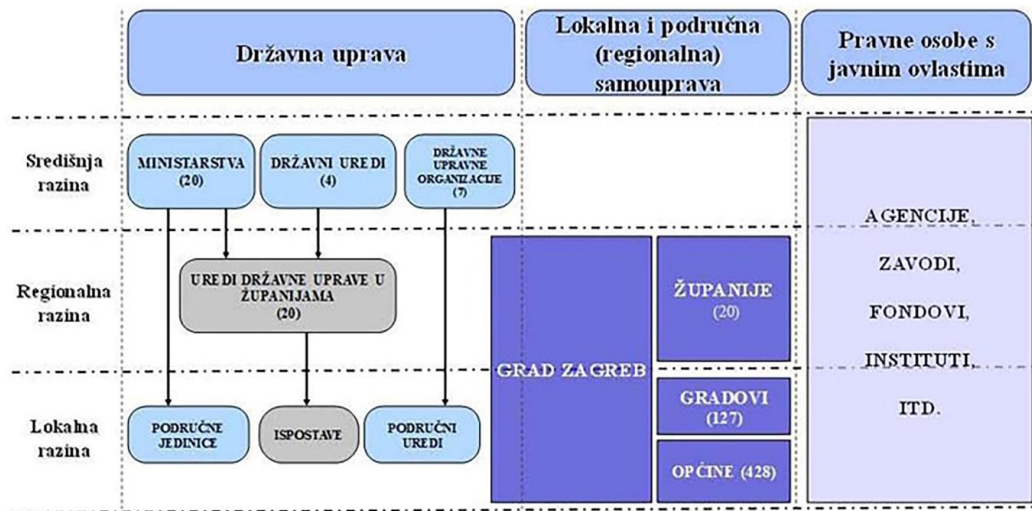 Državna uprava
Lokalna i područna
(regionalna)
samouprava
Pravne osobe s
javnim ovlastima
Središnja
razina
MINISTARSTVA
(20)
DRŽAVNI UREDI
(4)
DRŽAVNE
UPRAVNE
ORGANIZACIJE
(7)
Regionalna
razina
UREDI DRŽAVNE UPRAVE U
ŽUPANIJAMA
(20)
Lokalna
razina
PODRUČNE
JEDINICE
ISPOSTAVE
PODRUČNI
UREDI
GRAD ZAGREB
ŽUPANIJE
(20)
GRADOVI
(127)
OPĆINE (428)
AGENCIJE,
ZAVODI,
FONDOVI,
INSTITUTI,
ITD.